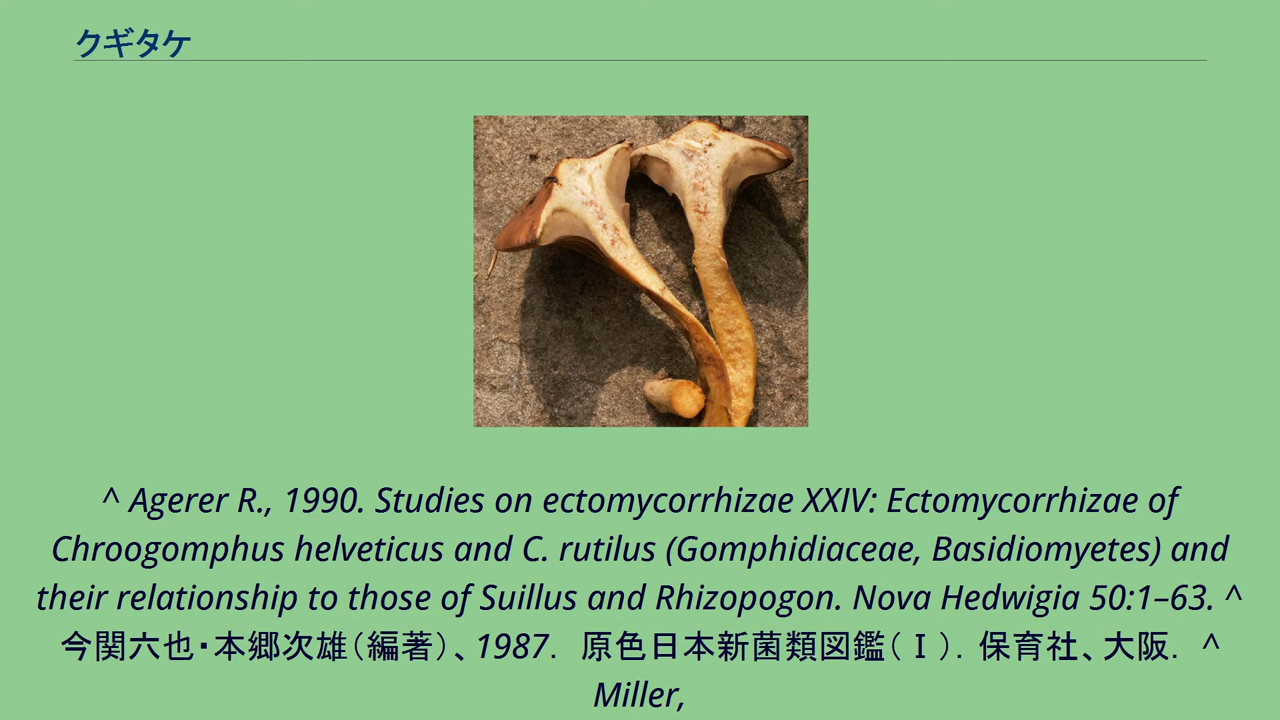 クギタケ
^ Agerer R., 1990. Studies on ectomycorrhizae XXIV: Ectomycorrhizae of
Chroogomphus helveticus and C. rutilus (Gomphidiaceae, Basidiomyetes) and
their relationship to those of Suillus and Rhizopogon. Nova Hedwigia 50:1–63. ^
今関六也・本郷次雄（編著）、1987． 原色日本新菌類図鑑（Ⅰ）. 保育社、大阪． ^
Miller,